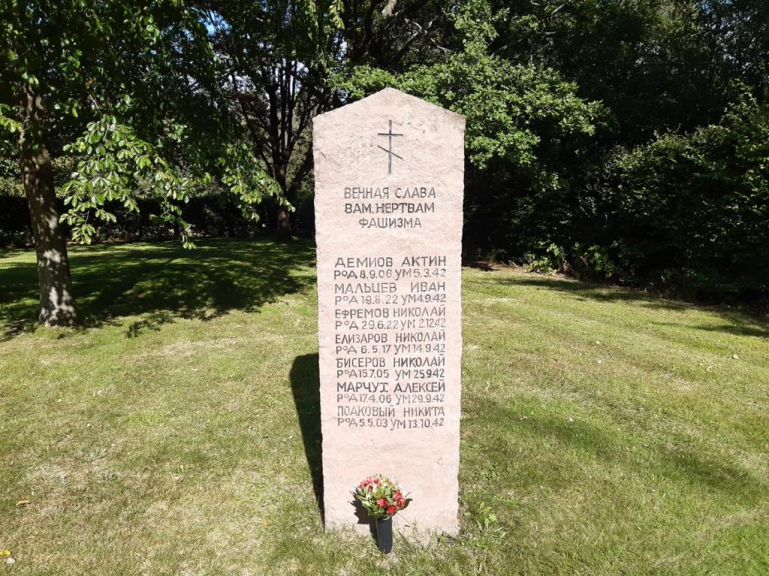 ВЕЧНАЯ СЛАВА
ВАМ. НЕРТВАМ
ФАШИЗМА
ДЕМИОВ АКТИН
РОД 8.9.06 УМ 5.3.42
МАЛЬЦЕВ ИВАН
РОД 19.8.22 УМ 4.9.42
ЕФРЕМОВ НИКОЛАЙ
РОД 29.6.22 УМ 2.12.42
ЕЛИЗАРОВ НИКОЛАЙ
РОД 6.5.17 УМ 14.9.42
БИСЕРОВ НИКОЛАЙ
РОД 15.7.05 УМ 25.9.42
МАРЧУХ АЛЕКСЕЙ
РОД 17.4.06 УМ 29.9.42
ПОАКОВЫЙ НИКИТА
РОД 5.5.03 УМ 13.10.42